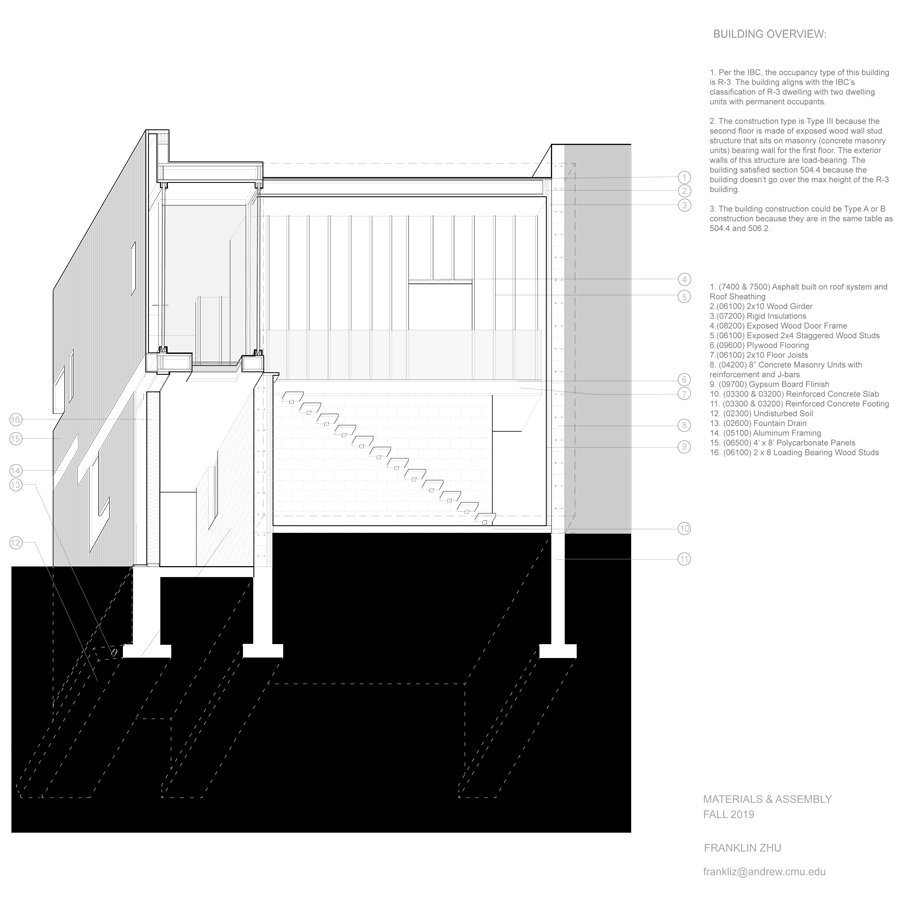 BUILDING OVERVIEW:
1. Per the IBC, the occupancy type of this building
is R-3. The building aligns with the IBC's
classification of R-3 dwelling with two dwelling
units with permanent occupants.
2. The construction type is Type III because the
second floor is made of exposed wood wall stud
structure that sits on masonry (concrete masonry
units) bearing wall for the first floor. The exterior
walls of this structure are load-bearing. The
building satisfied section 504.4 because the
building doesn't go over the max height of the R-3
building.
3. The building construction could be Type A or B
construction because they are in the same table as
504.4 and 506.2.
1
2
3
4
5
6
7
8
9
10
11
16
15
14
13
12
1. (7400 & 7500) Asphalt built on roof system and
Roof Sheathing
2.(06100) 2x10 Wood Girder
3.(07200) Rigid Insulations
4.(08200) Exposed Wood Door Frame
5.(06100) Exposed 2x4 Staggered Wood Studs
6.(09600) Plywood Flooring
7.(06100) 2x10 Floor Joists
8. (04200) 8" Concrete Masonry Units with
reinforcement and J-bars
9. (09700) Gypsum Board FIinish
10. (03300 & 03200) Reinforced Concrete Slab
11. (03300 & 03200) Reinforced Concrete Footing
12. (02300) Undisturbed Soil
13. (02600) Fountain Drain
14. (05100) Aluminum Framing
15. (06500) 4' x 8' Polycarbonate Panels
16. (06100) 2 x 8 Loading Bearing Wood Studs
MATERIALS & ASSEMBLY
FALL 2019
FRANKLIN ZHU
frankliz@andrew.cmu.edu